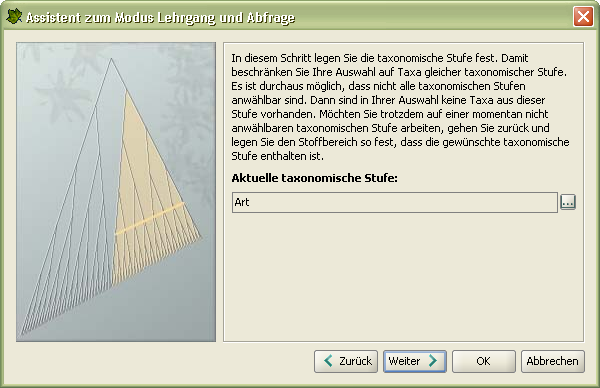 Assistent zum Modus Lehrgang und Abfrage
In diesem Schritt legen Sie die taxonomische Stufe fest. Damit
beschränken Sie Ihre Auswahl auf Taxa gleicher taxonomischer Stufe.
Es ist durchaus möglich, dass nicht alle taxonomischen Stufen
anwählbar sind. Dann sind in Ihrer Auswahl keine Taxa aus dieser
Stufe vorhanden. Möchten Sie trotzdem auf einer momentan nicht
anwählbaren taxonomischen Stufe arbeiten, gehen Sie zurück und
legen Sie den Stoffbereich so fest, dass die gewünschte taxonomische
Stufe enthalten ist.
Aktuelle taxonomische Stufe:
Art
...
Zurück Weiter OK Abbrechen